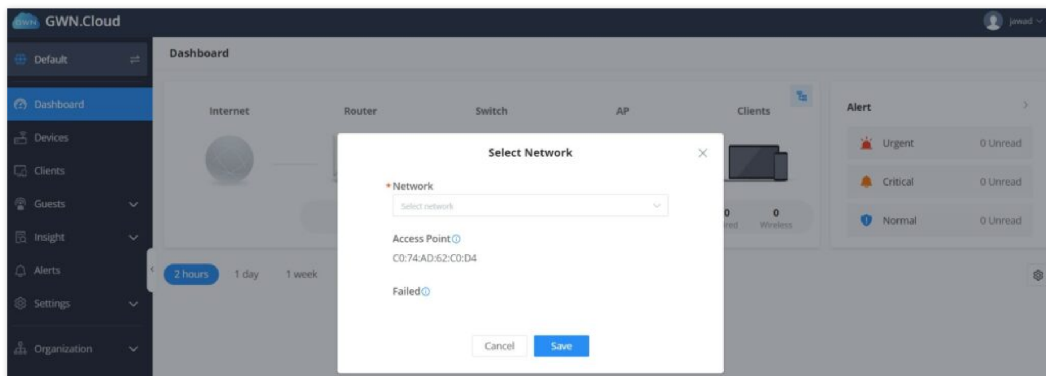 GWN GWN.Cloud
jawad
Default
Dashboard
Dashboard
Devices
Clients
Guests
Insight
Alerts
Settings
Organization
Internet Router Switch AP Clients
0 0
Wireless
2 hours 1 day 1 week
Alert
Urgent 0 Unread
Critical 0 Unread
Normal 0 Unread
Select Network
* Network
Select network
Access Point
C0:74:AD:62:C0:D4
Failed
Cancel Save